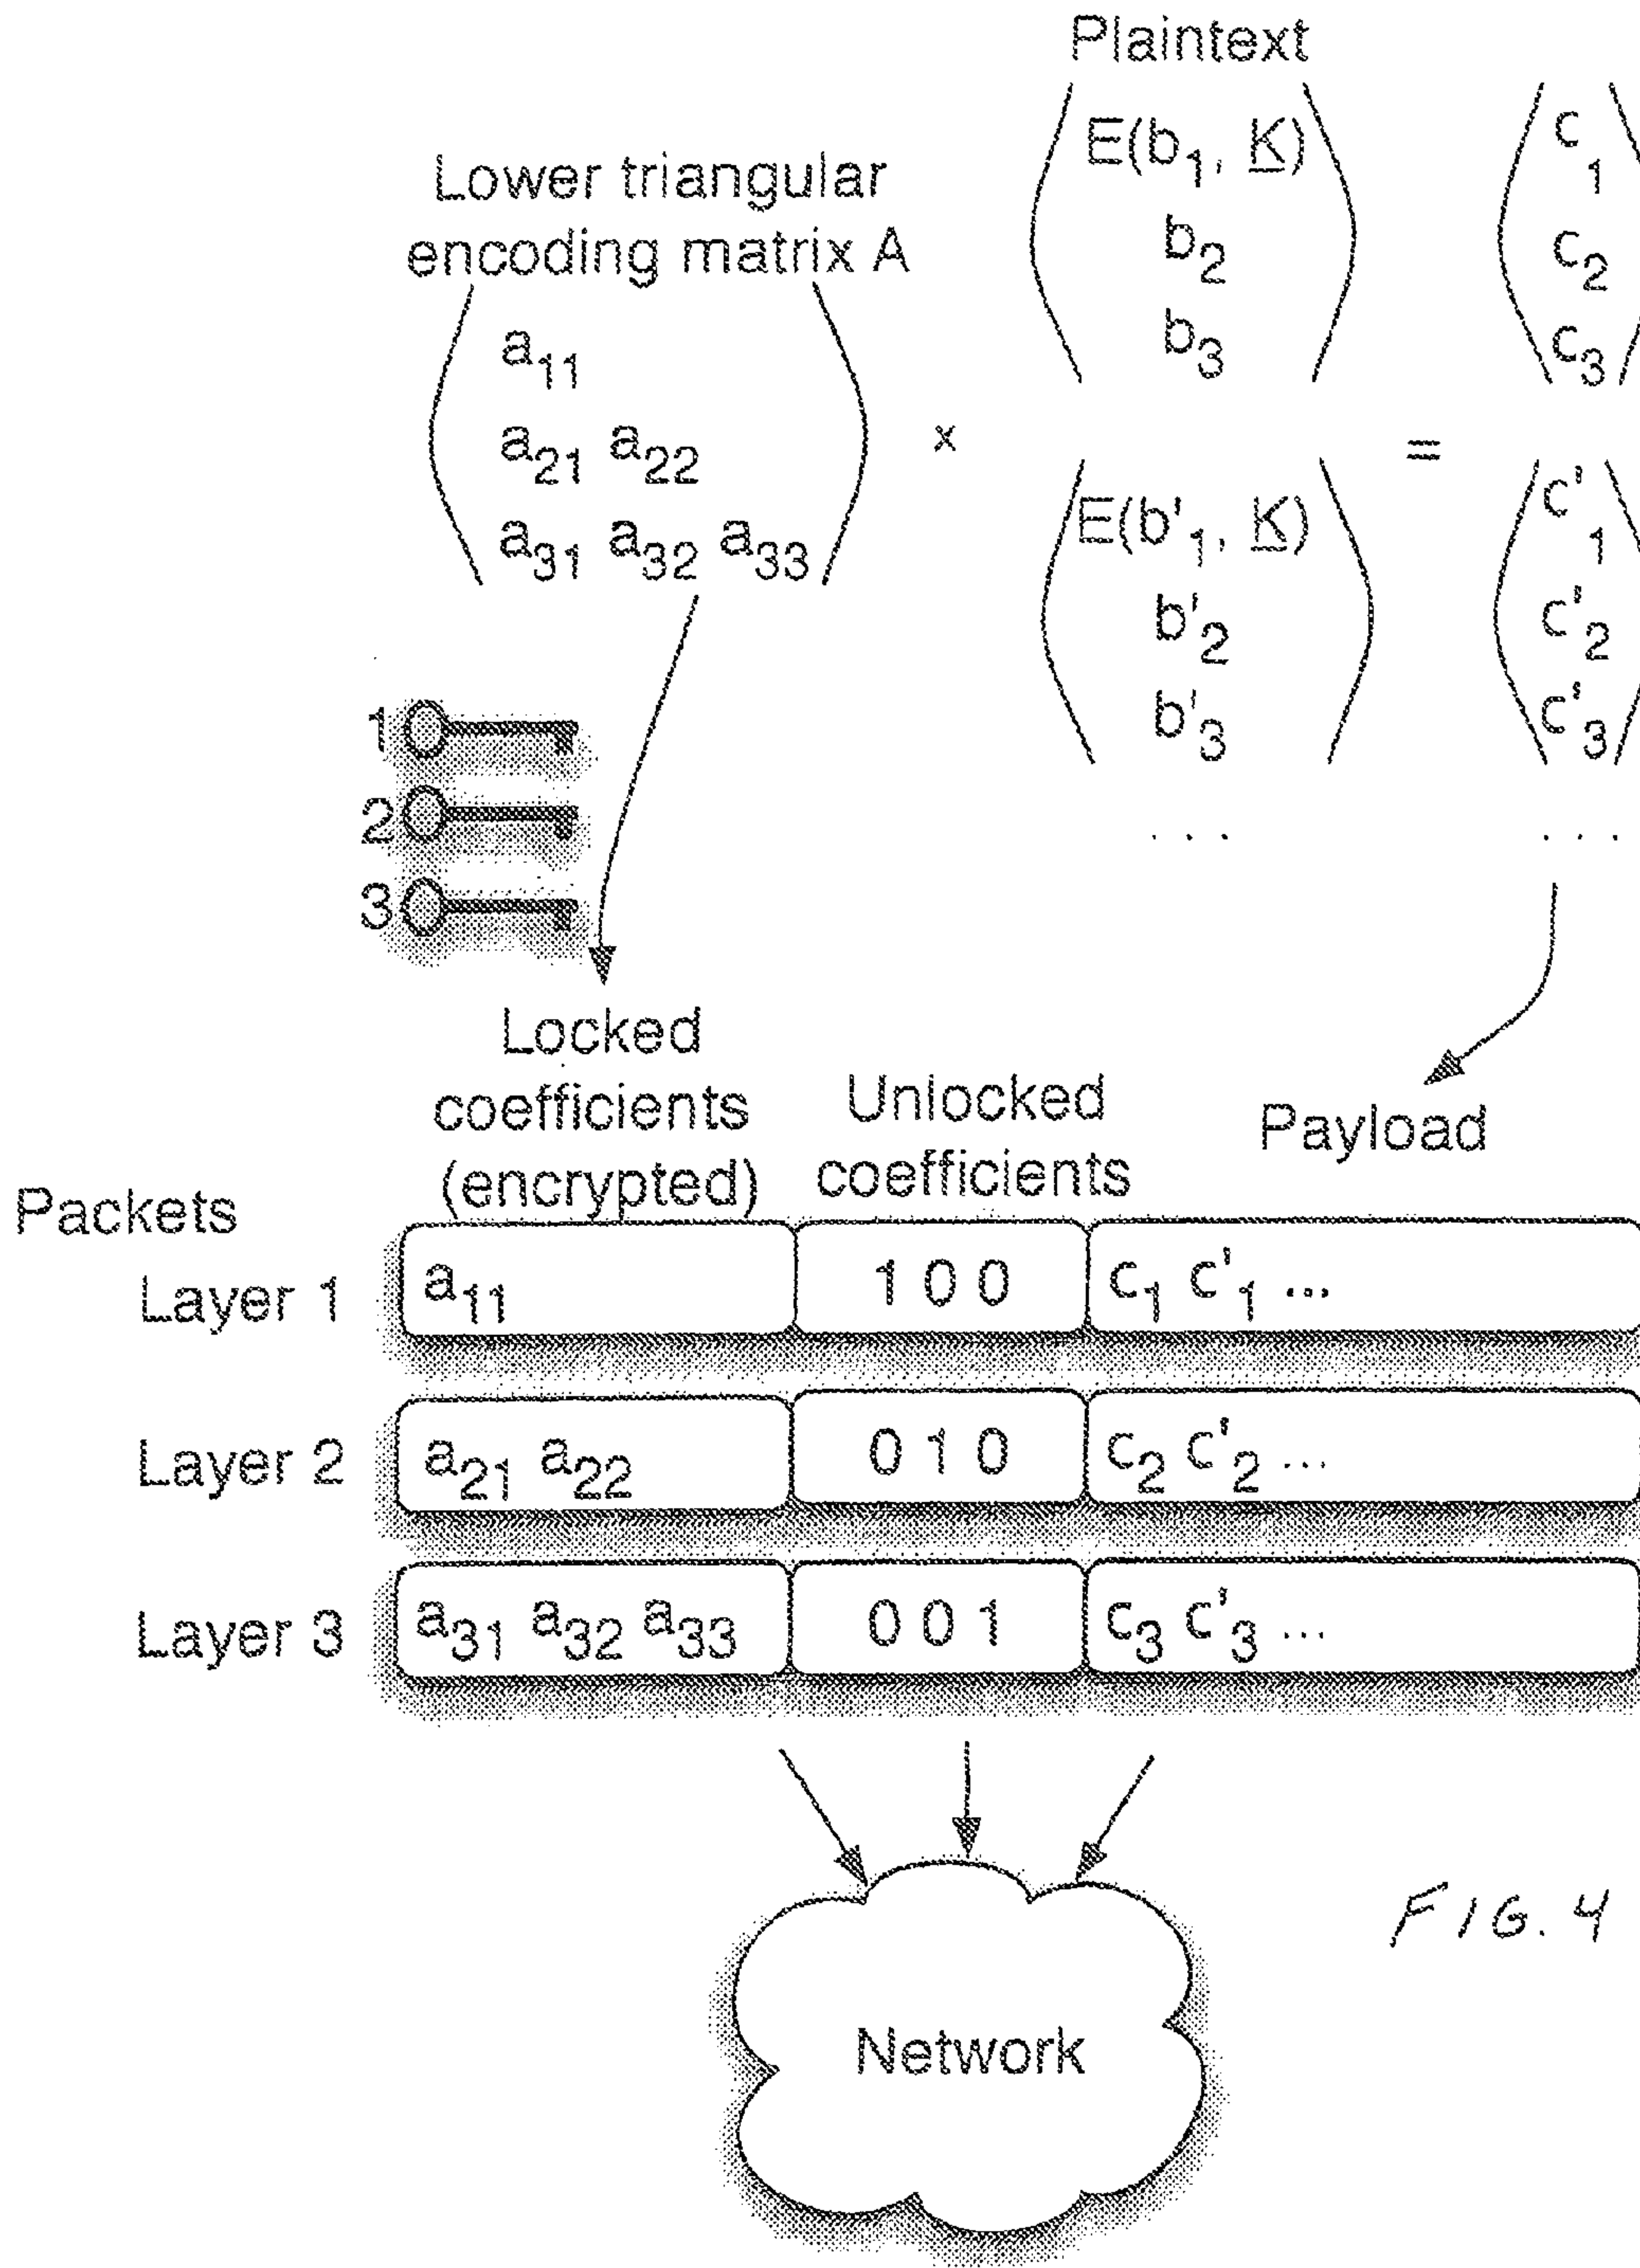 Plaintext
Lower triangular
encoding matrix A
E(b1, K)
b2
b3
c1
c2
c3
a11
a21 a22
a31 a32 a33
×
=
E(b'1, K)
b'2
b'3
...
c'1
c'2
c'3
...
1
2
3
Locked
coefficients
(encrypted)
Unlocked
coefficients
Payload
Packets
Layer 1 a11 1 0 0 c1 c'1 ...
Layer 2 a21 a22 0 1 0 c2 c'2 ...
Layer 3 a31 a32 a33 0 0 1 c3 c'3 ...
Network
FIG. 4